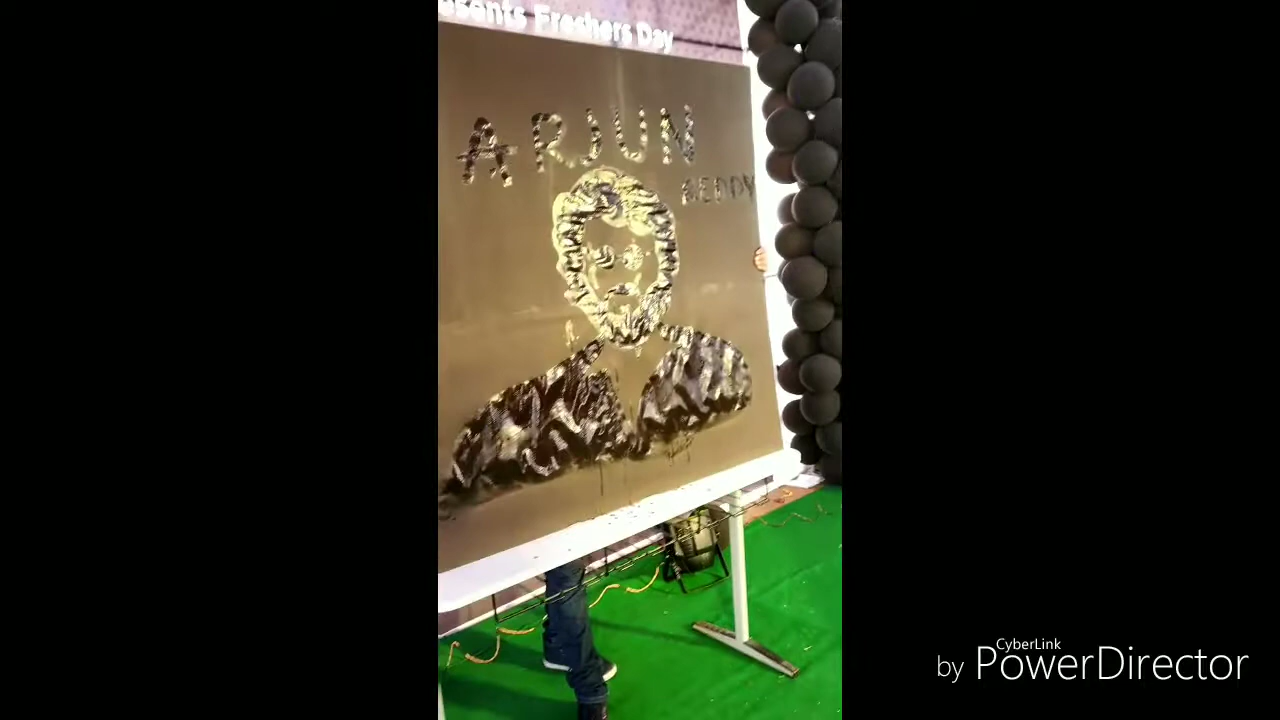 Freshers Day
ARJUN
REDDY
CyberLink
by PowerDirector